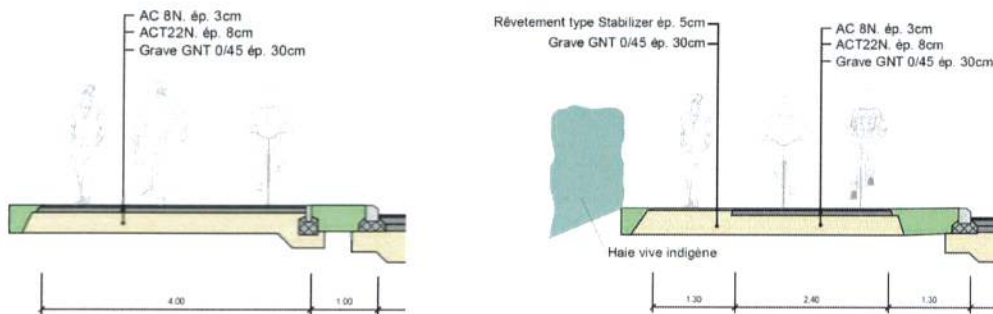 AC 8N. ép. 3cm
ACT22N. ép. 8cm
Grave GNT 0/45 ép. 30cm
4.00
1.00
Rêvetement type Stabilizer ép. 5cm
Grave GNT 0/45 ép. 30cm
AC 8N. ép. 3cm
ACT22N. ép. 8cm
Grave GNT 0/45 ép. 30cm
Haie vive indigène
1.30
2.40
1.30